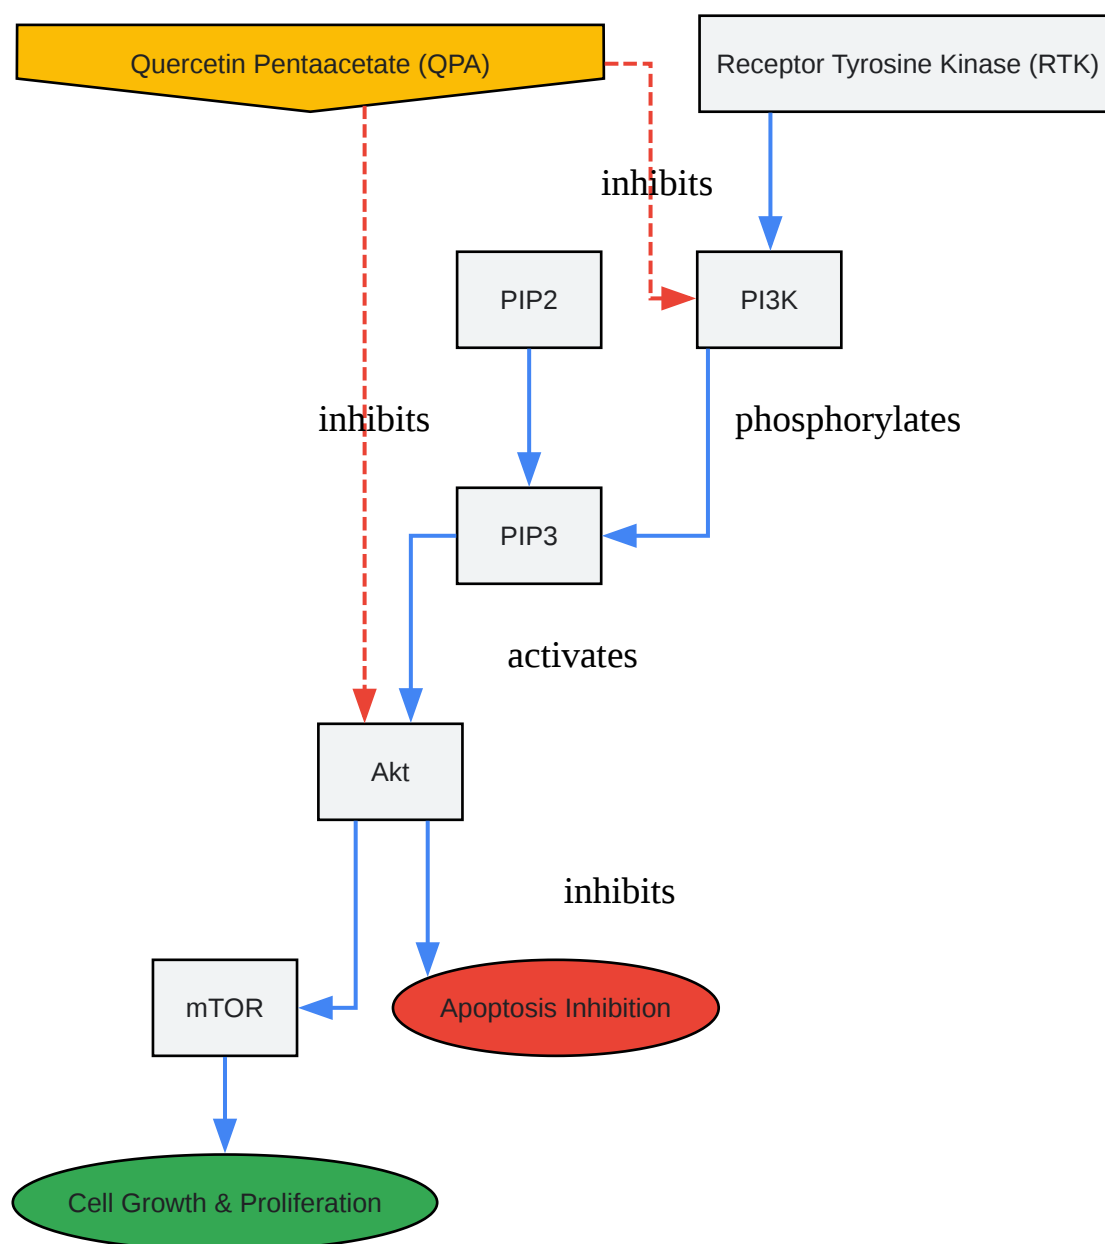 Quercetin Pentaacetate (QPA)
Receptor Tyrosine Kinase (RTK)
inhibits
PIP2
PI3K
inhibits
phosphorylates
PIP3
activates
Akt
inhibits
mTOR
Apoptosis Inhibition
Cell Growth & Proliferation